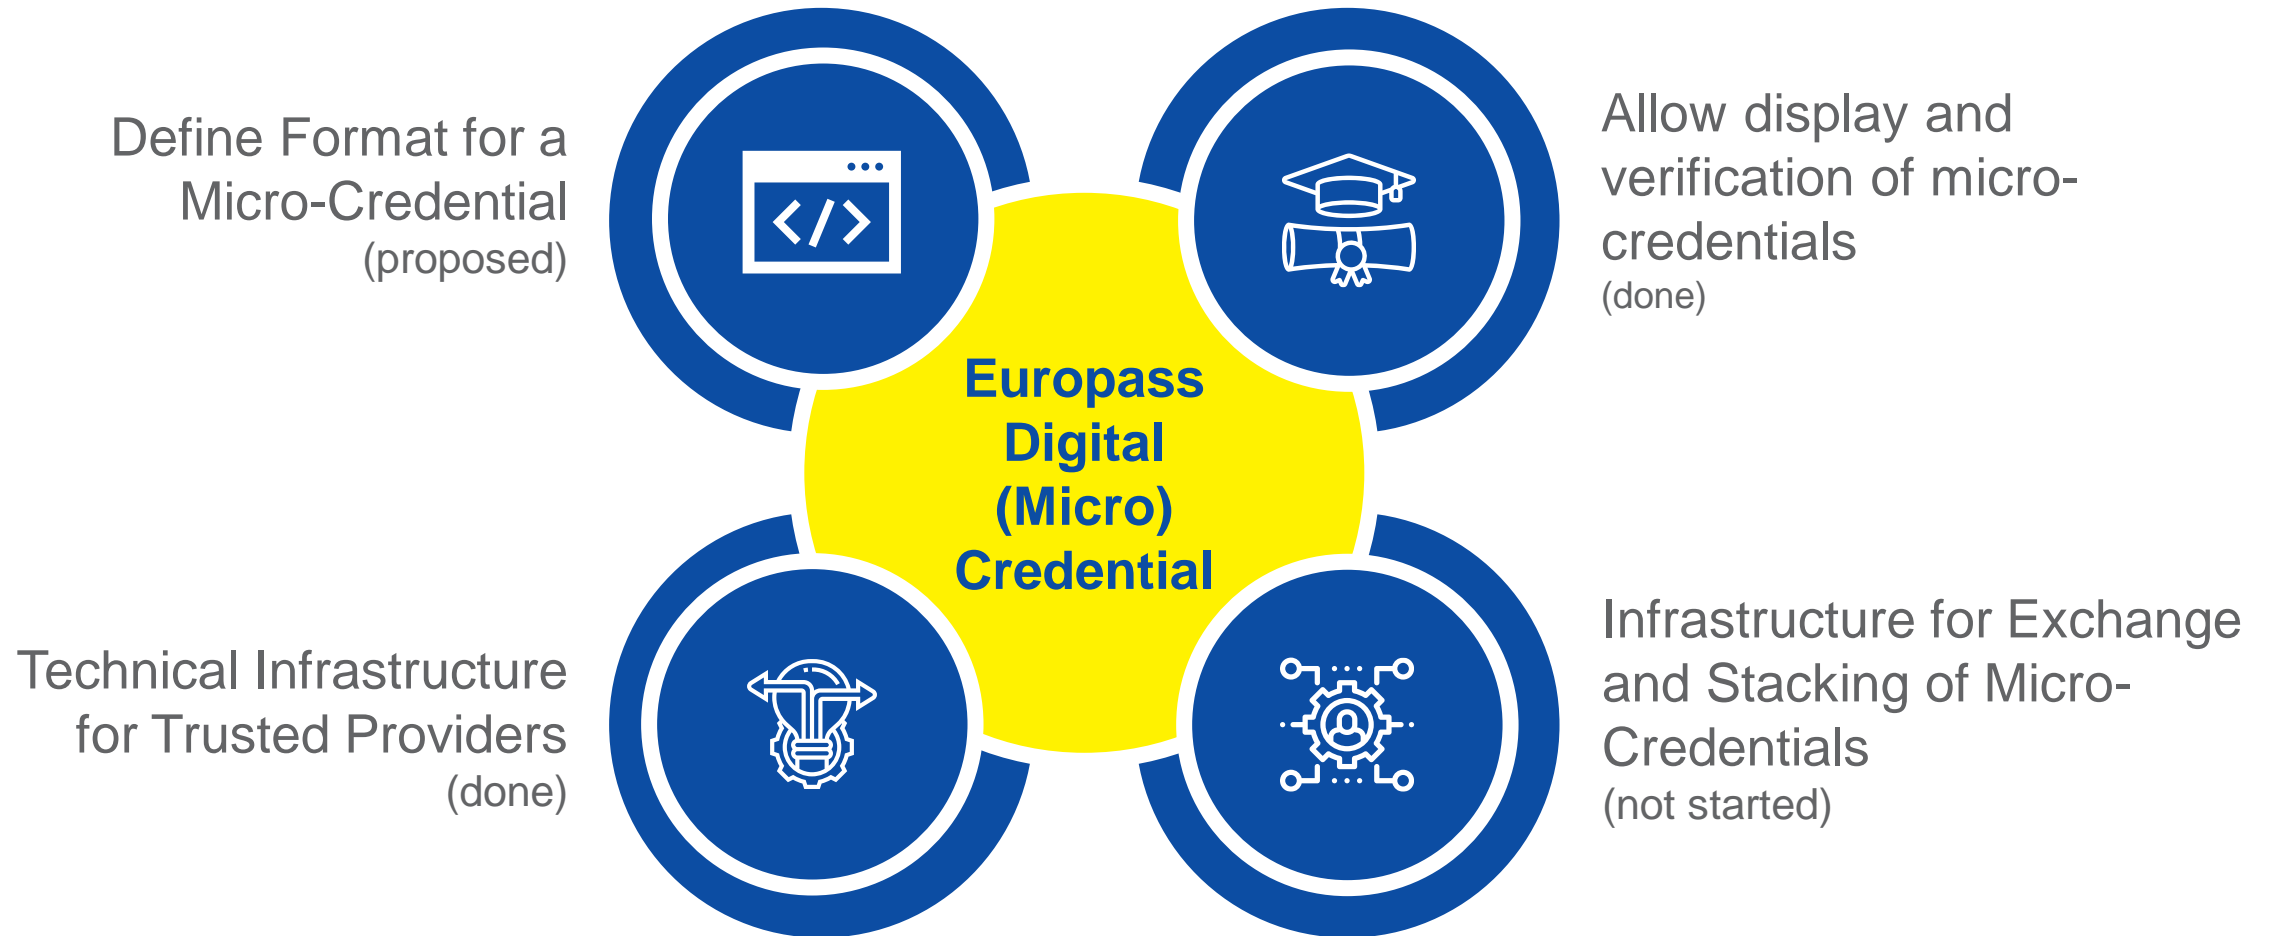 Define Format for a
Micro-Credential
(proposed)
Allow display and
verification of micro-
credentials
(done)
Europass
Digital
(Micro)
Credential
Technical Infrastructure
for Trusted Providers
(done)
Infrastructure for Exchange
and Stacking of Micro-
Credentials
(not started)